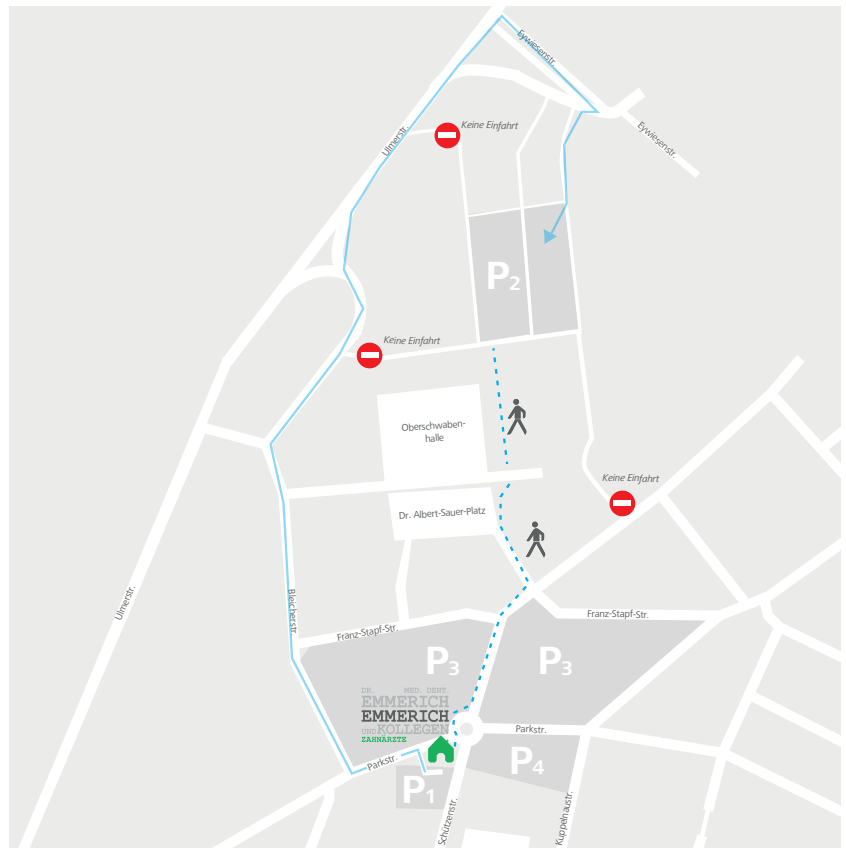 Eywiesenstr.
Keine Einfahrt
Ulmerstr.
Eywiesenstr.
P2
Keine Einfahrt
Oberschwaben-
halle
Keine Einfahrt
Dr. Albert-Sauer-Platz
Ulmerstr.
Bleicherstr.
Franz-Stapf-Str.
Franz-Stapf-Str.
P3
P3
DR. MED. DENT.
EMMERICH
EMMERICH
UND KOLLEGEN
ZAHNÄRZTE
Parkstr.
Parkstr.
P4
P1
Schützenstr.
Kuppelnaustr.